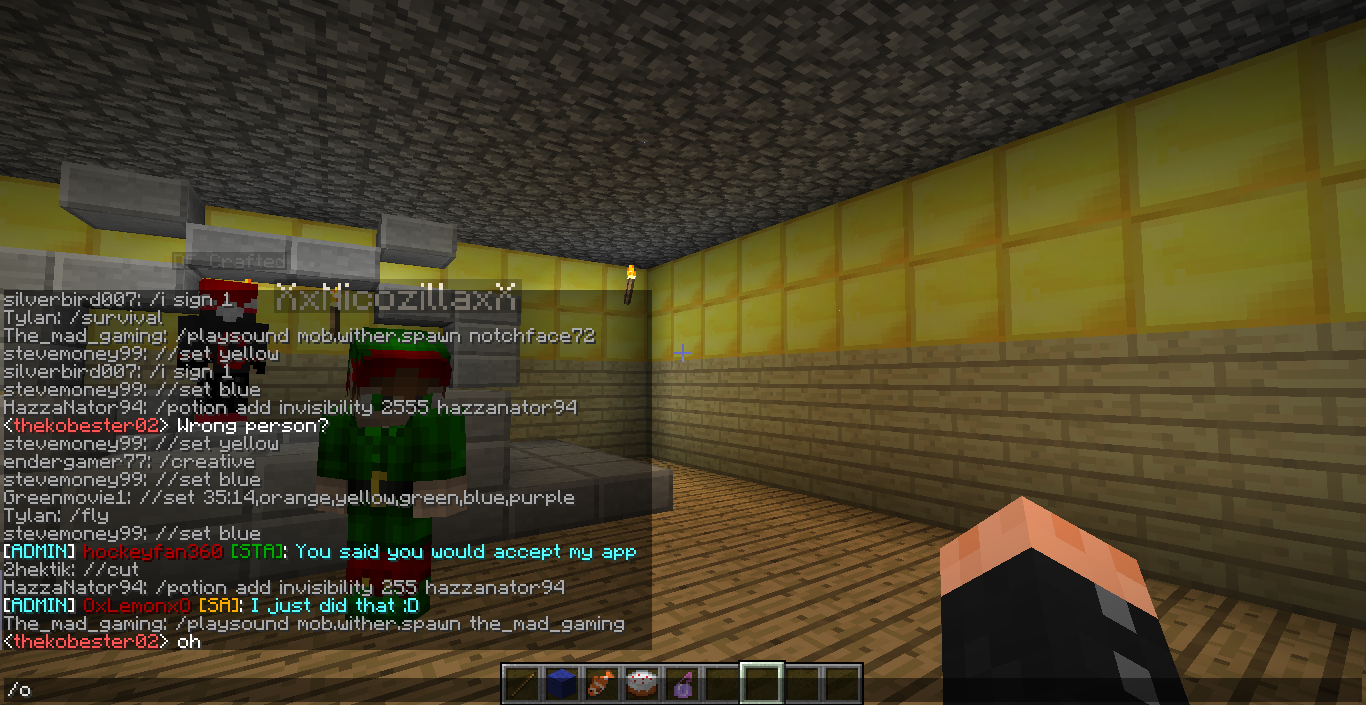 Crafted
XxNicozillaxX
silverbird007: /i sign 1
Tylan: /survival
The_mad_gaming: /playsound mob.wither.spawn notchface72
stevemoney99: //set yellow
silverbird007: /i sign 1
stevemoney99: //set blue
HazzaNator94: /potion add invisibility 2555 hazzanator94
<thekobester02> Wrong person?
stevemoney99: //set yellow
endergamer77: /creative
stevemoney99: //set blue
Greenmovie1: //set 35:14,orange,yellow,green,blue,purple
Tylan: /fly
stevemoney99: //set blue
[ADMIN] hockeyfan360 [STA]: You said you would accept my app
2hektik: //cut
HazzaNator94: /potion add invisibility 255 hazzanator94
[ADMIN] 0xLemonx0 [SA]: I just did that :D
The_mad_gaming: /playsound mob.wither.spawn the_mad_gaming
<thekobester02> oh
/o